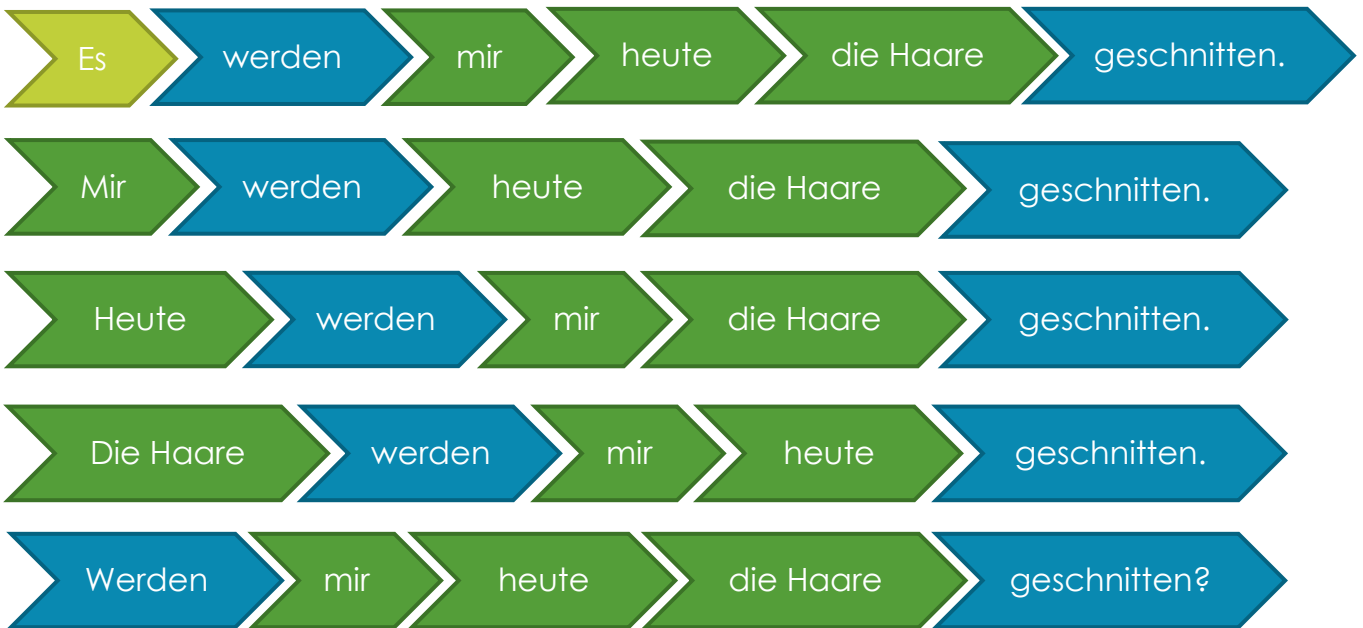 Es werden mir heute die Haare geschnitten.
Mir werden heute die Haare geschnitten.
Heute werden mir die Haare geschnitten.
Die Haare werden mir heute geschnitten.
Werden mir heute die Haare geschnitten?